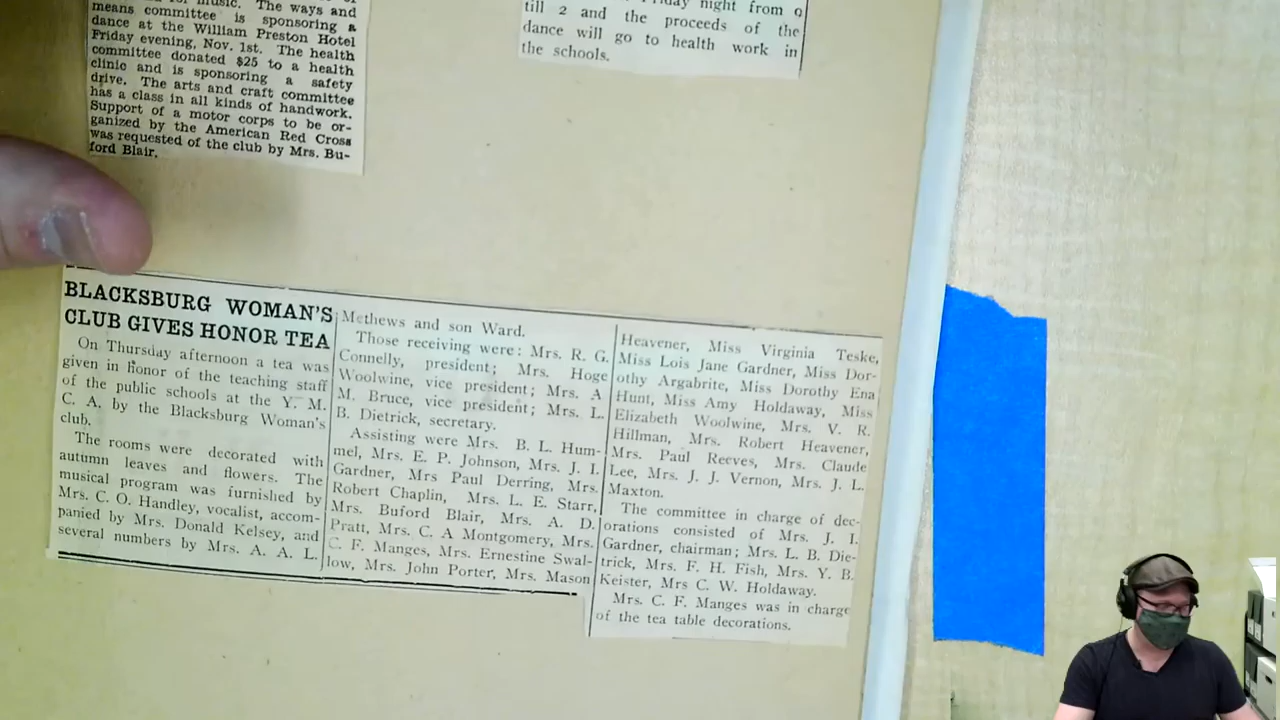 for music. The ways and
means committee is sponsoring a
dance at the William Preston Hotel
Friday evening, Nov. 1st. The health
committee donated $25 to a health
clinic and is sponsoring a safety
drive. The arts and craft committee
has a class in all kinds of handwork.
Support of a motor corps to be or-
ganized by the American Red Cross
was requested of the club by Mrs. Bu-
ford Blair.
night from 9
till 2 and the proceeds of the
dance will go to health work in
the schools.
BLACKSBURG WOMAN'S
CLUB GIVES HONOR TEA
On Thursday afternoon a tea was
given in honor of the teaching staff
of the public schools at the Y. M.
C. A. by the Blacksburg Woman's
club.
The rooms were decorated with
autumn leaves and flowers. The
musical program was furnished by
Mrs. C. O. Handley, vocalist, accom-
panied by Mrs. Donald Kelsey, and
several numbers by Mrs. A. A. L.
Methews and son Ward.
Those receiving were: Mrs. R. G.
Connelly, president; Mrs. Hoge
Woolwine, vice president; Mrs. A
M. Bruce, vice president; Mrs. L.
B. Dietrick, secretary.
Assisting were Mrs. B. L. Hum-
mel, Mrs. E. P. Johnson, Mrs. J. I.
Gardner, Mrs Paul Derring, Mrs.
Robert Chaplin, Mrs. L. E. Starr,
Mrs. Buford Blair, Mrs. A. D.
Pratt, Mrs. C. A Montgomery, Mrs.
C. F. Manges, Mrs. Ernestine Swal-
low, Mrs. John Porter, Mrs. Mason
Heavener, Miss Virginia Teske,
Miss Lois Jane Gardner, Miss Dor-
othy Argabrite, Miss Dorothy Ena
Hunt, Miss Amy Holdaway, Miss
Elizabeth Woolwine, Mrs. V. R.
Hillman, Mrs. Robert Heavener,
Mrs. Paul Reeves, Mrs. Claude
Lee, Mrs. J. J. Vernon, Mrs. J. L.
Maxton.
The committee in charge of dec-
orations consisted of Mrs. J. I.
Gardner, chairman; Mrs. L. B. Die-
trick, Mrs. F. H. Fish, Mrs. Y. B.
Keister, Mrs C. W. Holdaway.
Mrs. C. F. Manges was in charge
of the tea table decorations.